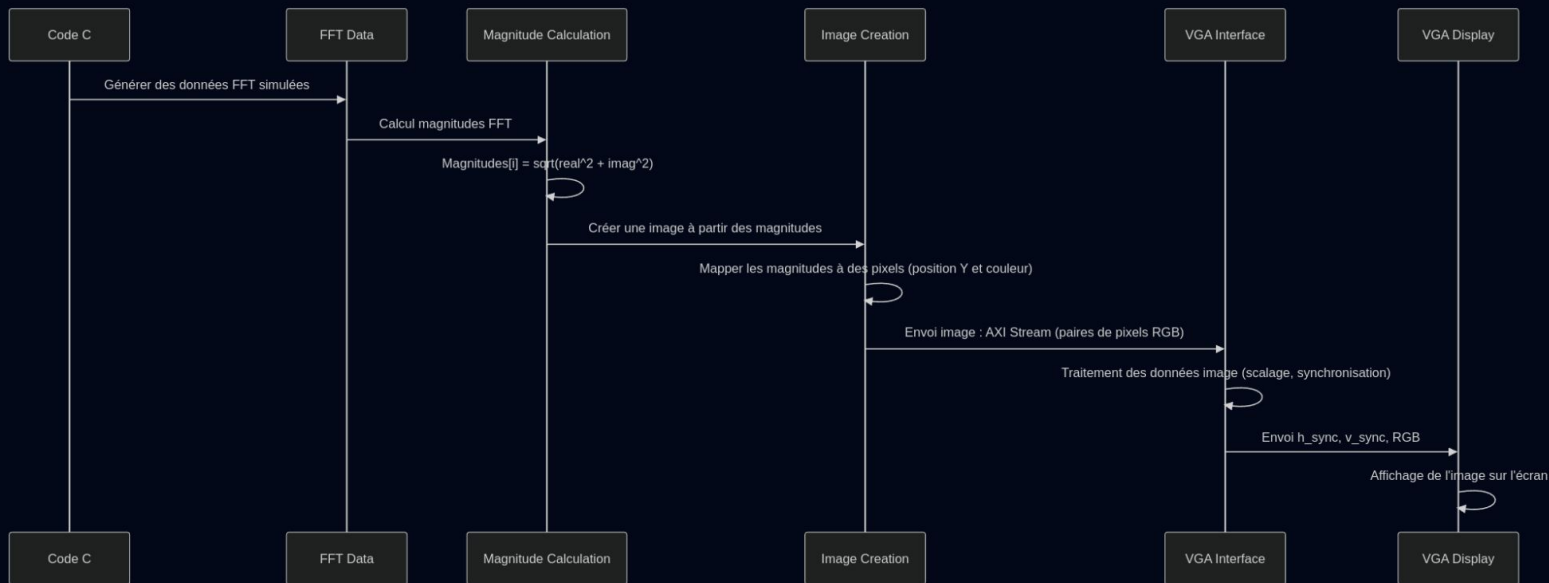 Code C
FFT Data
Magnitude Calculation
Image Creation
VGA Interface
VGA Display
Générer des données FFT simulées
Calcul magnitudes FFT
Magnitudes[i] = sqrt(real^2 + imag^2)
Créer une image à partir des magnitudes
Mapper les magnitudes à des pixels (position Y et couleur)
Envoi image : AXI Stream (paires de pixels RGB)
Traitement des données image (scalage, synchronisation)
Envoi h_sync, v_sync, RGB
Affichage de l'image sur l'écran
Code C
FFT Data
Magnitude Calculation
Image Creation
VGA Interface
VGA Display